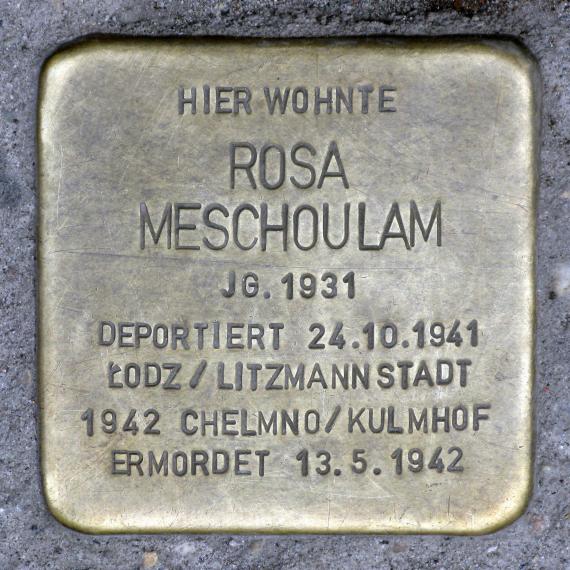 HIER WOHNTE
ROSA
MESCHOULAM
JG. 1931
DEPORTIERT 24.10.1941
ŁODZ / LITZMANNSTADT
1942 CHELMNO / KULMHOF
ERMORDET 13.5.1942